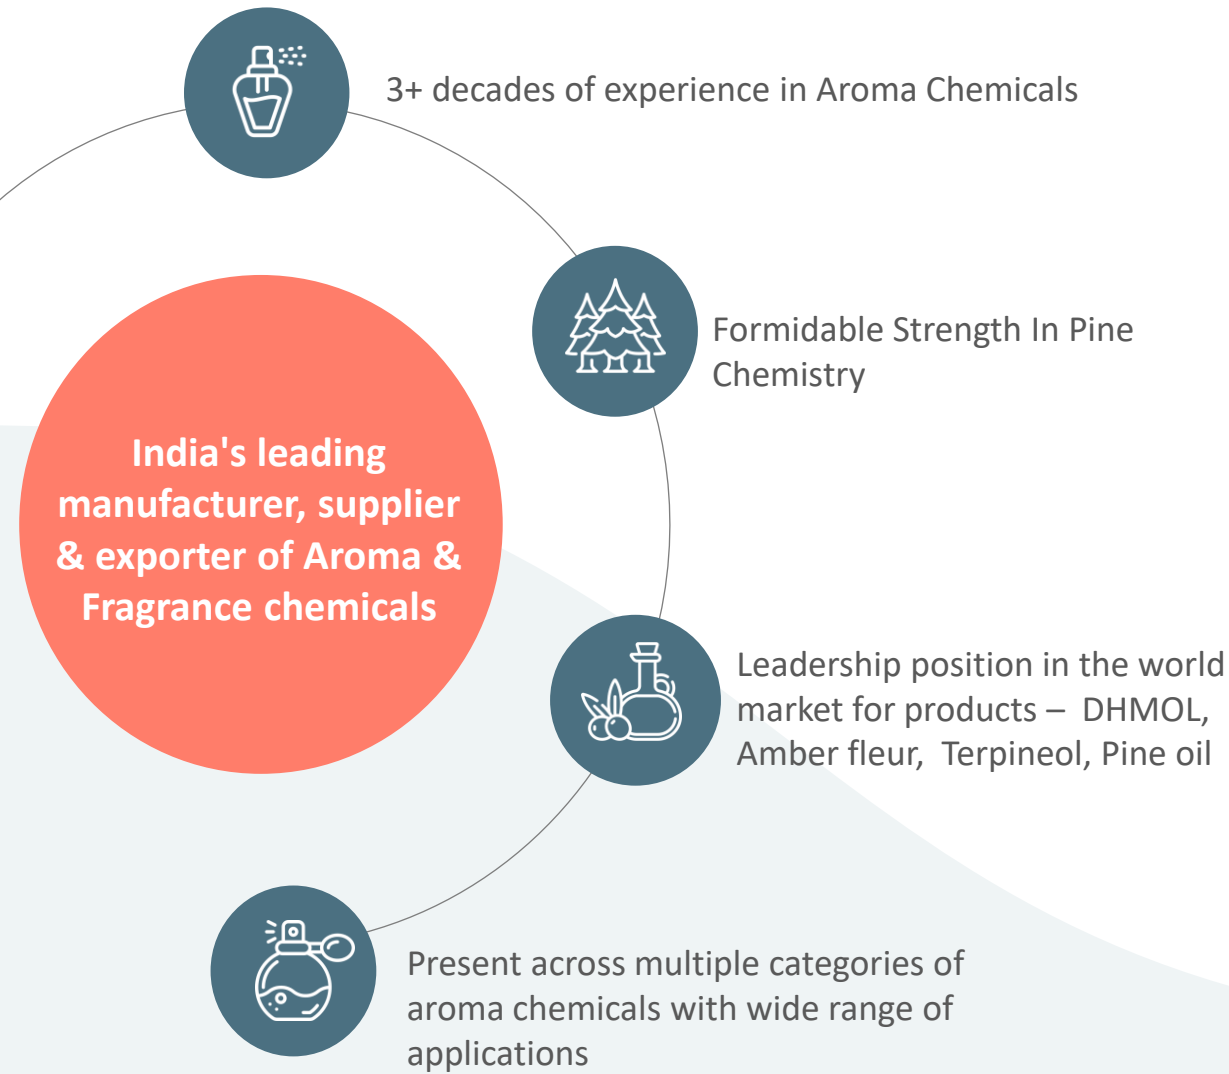 3+ decades of experience in Aroma Chemicals
Formidable Strength In Pine
Chemistry
India's leading
manufacturer, supplier
& exporter of Aroma &
Fragrance chemicals
Leadership position in the world
market for products – DHMOL,
Amber fleur, Terpineol, Pine oil
Present across multiple categories of
aroma chemicals with wide range of
applications